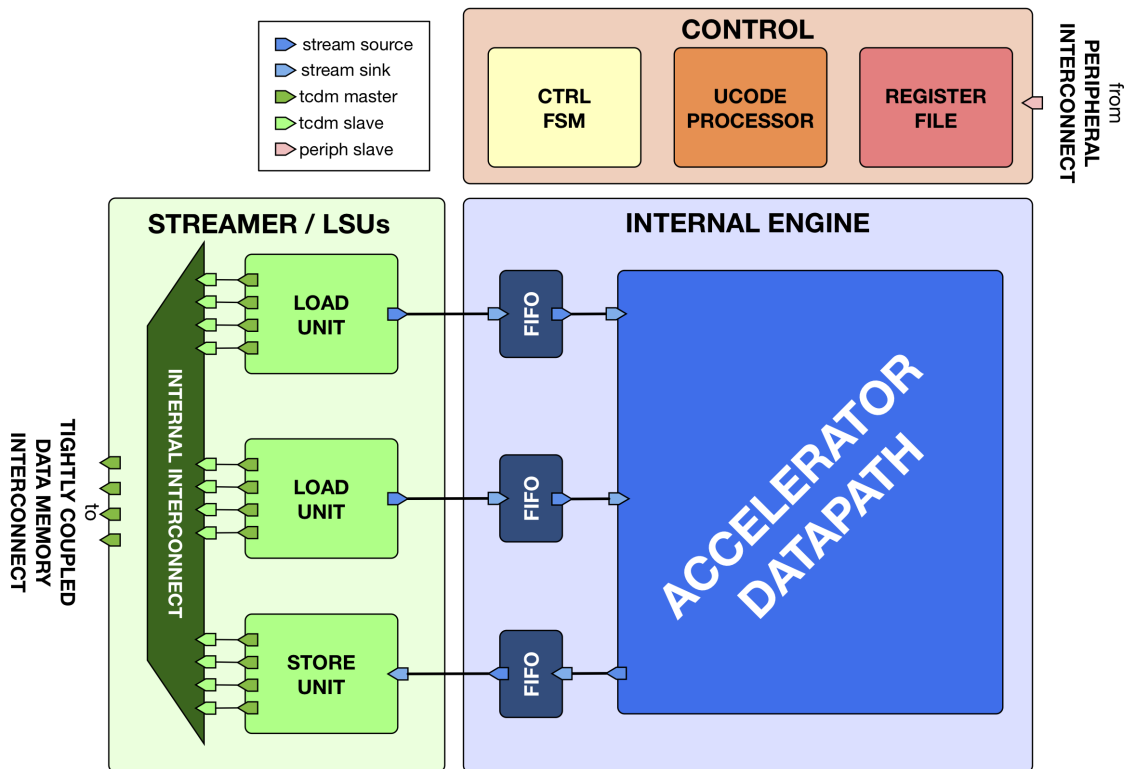 stream source
stream sink
tcdm master
tcdm slave
periph slave
CONTROL
CTRL
FSM
UCODE
PROCESSOR
REGISTER
FILE
from
PERIPHERAL
INTERCONNECT
STREAMER / LSUs
INTERNAL ENGINE
LOAD
UNIT
FIFO
LOAD
UNIT
FIFO
STORE
UNIT
FIFO
INTERNAL INTERCONNECT
ACCELERATOR
DATAPATH
to
TIGHTLY COUPLED
DATA MEMORY
INTERCONNECT